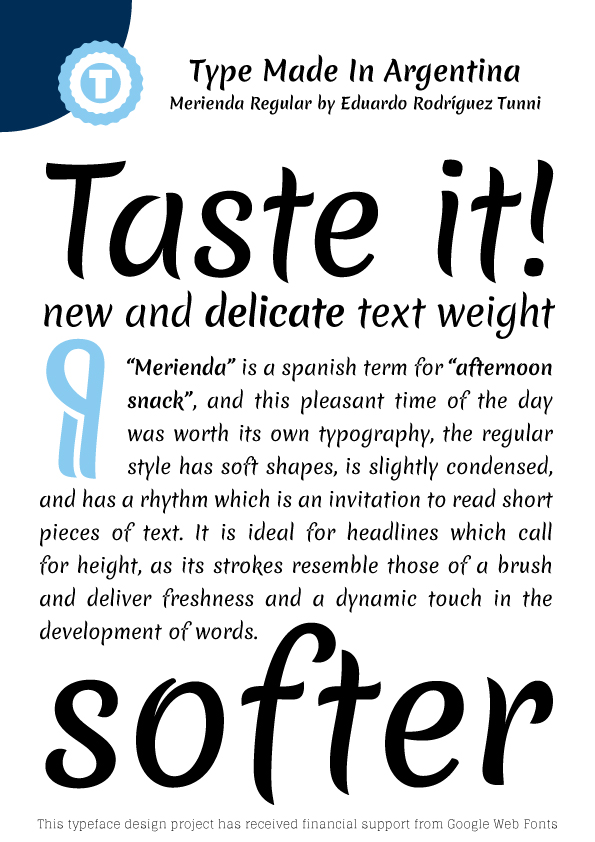 T
Type Made In Argentina
Merienda Regular by Eduardo Rodríguez Tunni
Taste it!
new and delicate text weight
¶
“Merienda” is a spanish term for “afternoon
snack”, and this pleasant time of the day
was worth its own typography, the regular
style has soft shapes, is slightly condensed,
and has a rhythm which is an invitation to read short
pieces of text. It is ideal for headlines which call
for height, as its strokes resemble those of a brush
and deliver freshness and a dynamic touch in the
development of words.
softer
This typeface design project has received financial support from Google Web Fonts